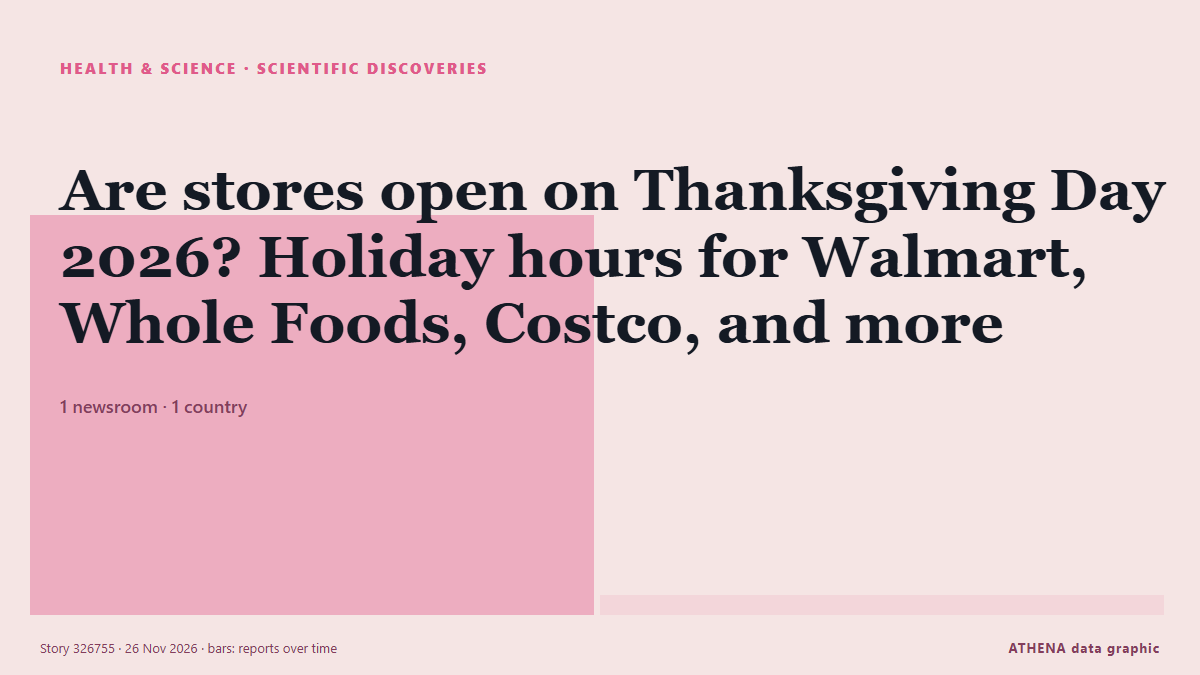 HEALTH & SCIENCE · SCIENTIFIC DISCOVERIES
Are stores open on Thanksgiving Day
2026? Holiday hours for Walmart,
Whole Foods, Costco, and more
1 newsroom · 1 country
Story 326755 · 26 Nov 2026 · bars: reports over time
ATHENA data graphic